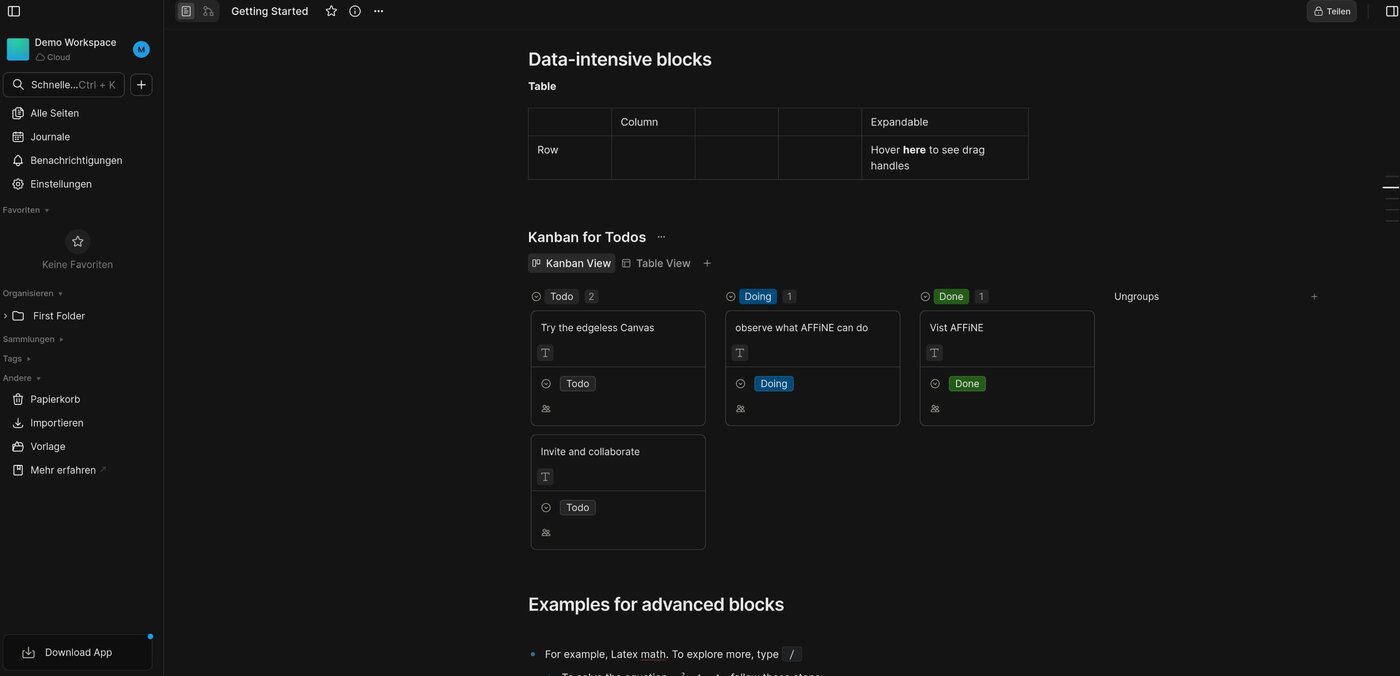 Getting Started
Teilen
Demo Workspace
Cloud
M
Schnelle...Ctrl + K
Alle Seiten
Journale
Benachrichtigungen
Einstellungen
Favoriten
Keine Favoriten
Organisieren
First Folder
Sammlungen
Tags
Andere
Papierkorb
Importieren
Vorlage
Mehr erfahren
Download App
Data-intensive blocks
Table
Column
Expandable
Row
Hover here to see drag
handles
Kanban for Todos
Kanban View
Table View
Todo 2
Doing 1
Done 1
Ungroups
Try the edgeless Canvas
T
Todo
observe what AFFiNE can do
T
Doing
Vist AFFiNE
T
Done
Invite and collaborate
T
Todo
Examples for advanced blocks
For example, Latex math. To explore more, type /